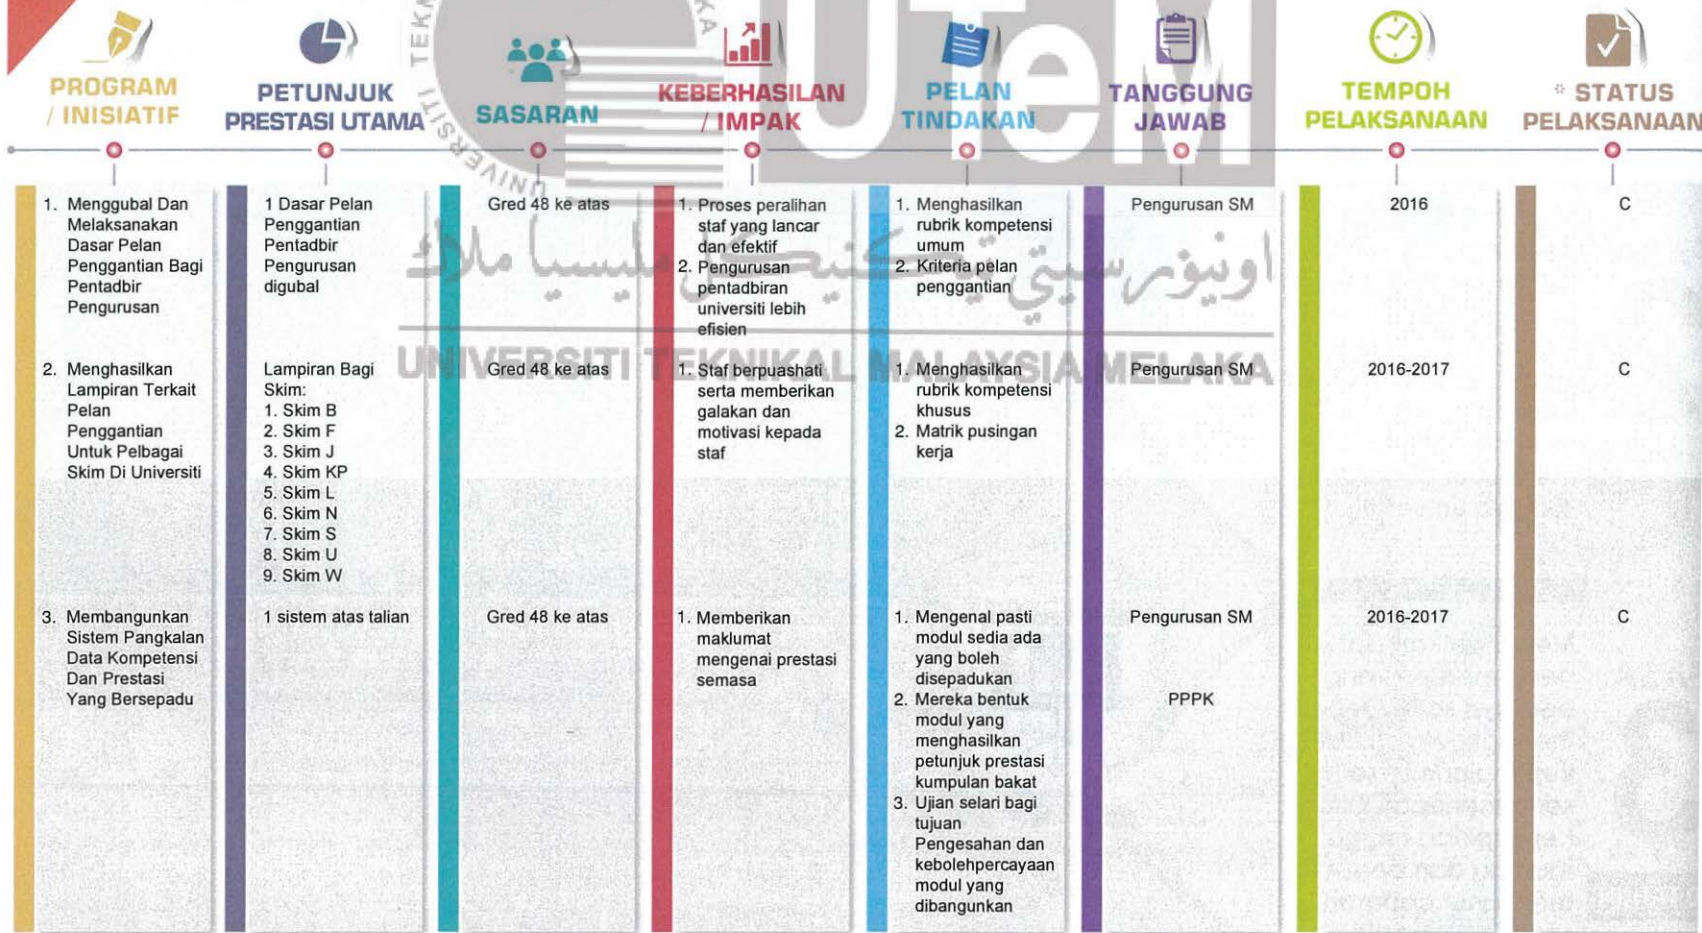 PROGRAM
/ INISIATIF
PETUNJUK
PRESTASI UTAMA
SASARAN
KEBERHASILAN
/ IMPAK
PELAN
TINDAKAN
TANGGUNG
JAWAB
TEMPOH
PELAKSANAAN
* STATUS
PELAKSANAAN
1. Menggubal Dan
Melaksanakan
Dasar Pelan
Penggantian Bagi
Pentadbir
Pengurusan
1 Dasar Pelan
Penggantian
Pentadbir
Pengurusan
digubal
Gred 48 ke atas
1. Proses peralihan
staf yang lancar
dan efektif
2. Pengurusan
pentadbiran
universiti lebih
efisien
1. Menghasilkan
rubrik kompetensi
umum
2. Kriteria pelan
penggantian
Pengurusan SM
2016
C
2. Menghasilkan
Lampiran Terkait
Pelan
Penggantian
Untuk Pelbagai
Skim Di Universiti
Lampiran Bagi
Skim:
1. Skim B
2. Skim F
3. Skim J
4. Skim KP
5. Skim L
6. Skim N
7. Skim S
8. Skim U
9. Skim W
Gred 48 ke atas
1. Staf berpuashati
serta memberikan
galakan dan
motivasi kepada
staf
1. Menghasilkan
rubrik kompetensi
khusus
2. Matrik pusingan
kerja
Pengurusan SM
2016-2017
C
3. Membangunkan
Sistem Pangkalan
Data Kompetensi
Dan Prestasi
Yang Bersepadu
1 sistem atas talian
Gred 48 ke atas
1. Memberikan
maklumat
mengenai prestasi
semasa
1. Mengenal pasti
modul sedia ada
yang boleh
disepadukan
2. Mereka bentuk
modul yang
menghasilkan
petunjuk prestasi
kumpulan bakat
3. Ujian selari bagi
tujuan
Pengesahan dan
kebolehpercayaan
modul yang
dibangunkan
Pengurusan SM
PPPK
2016-2017
C
UTeM
اونيۏرسيتي تيكنيكل مليسيا ملاك
UNIVERSITI TEKNIKAL MALAYSIA MELAKA